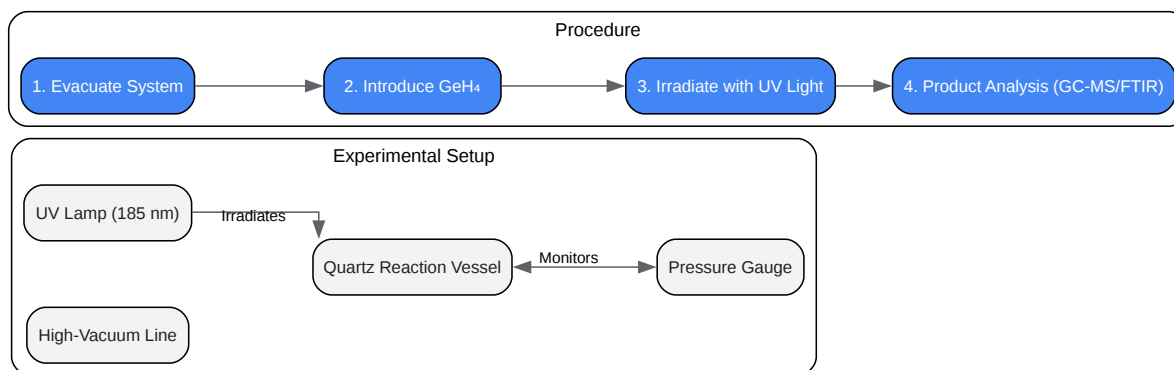 Procedure
1. Evacuate System
2. Introduce GeH₄
3. Irradiate with UV Light
4. Product Analysis (GC-MS/FTIR)
Experimental Setup
UV Lamp (185 nm)
Irradiates
Quartz Reaction Vessel
Monitors
Pressure Gauge
High-Vacuum Line